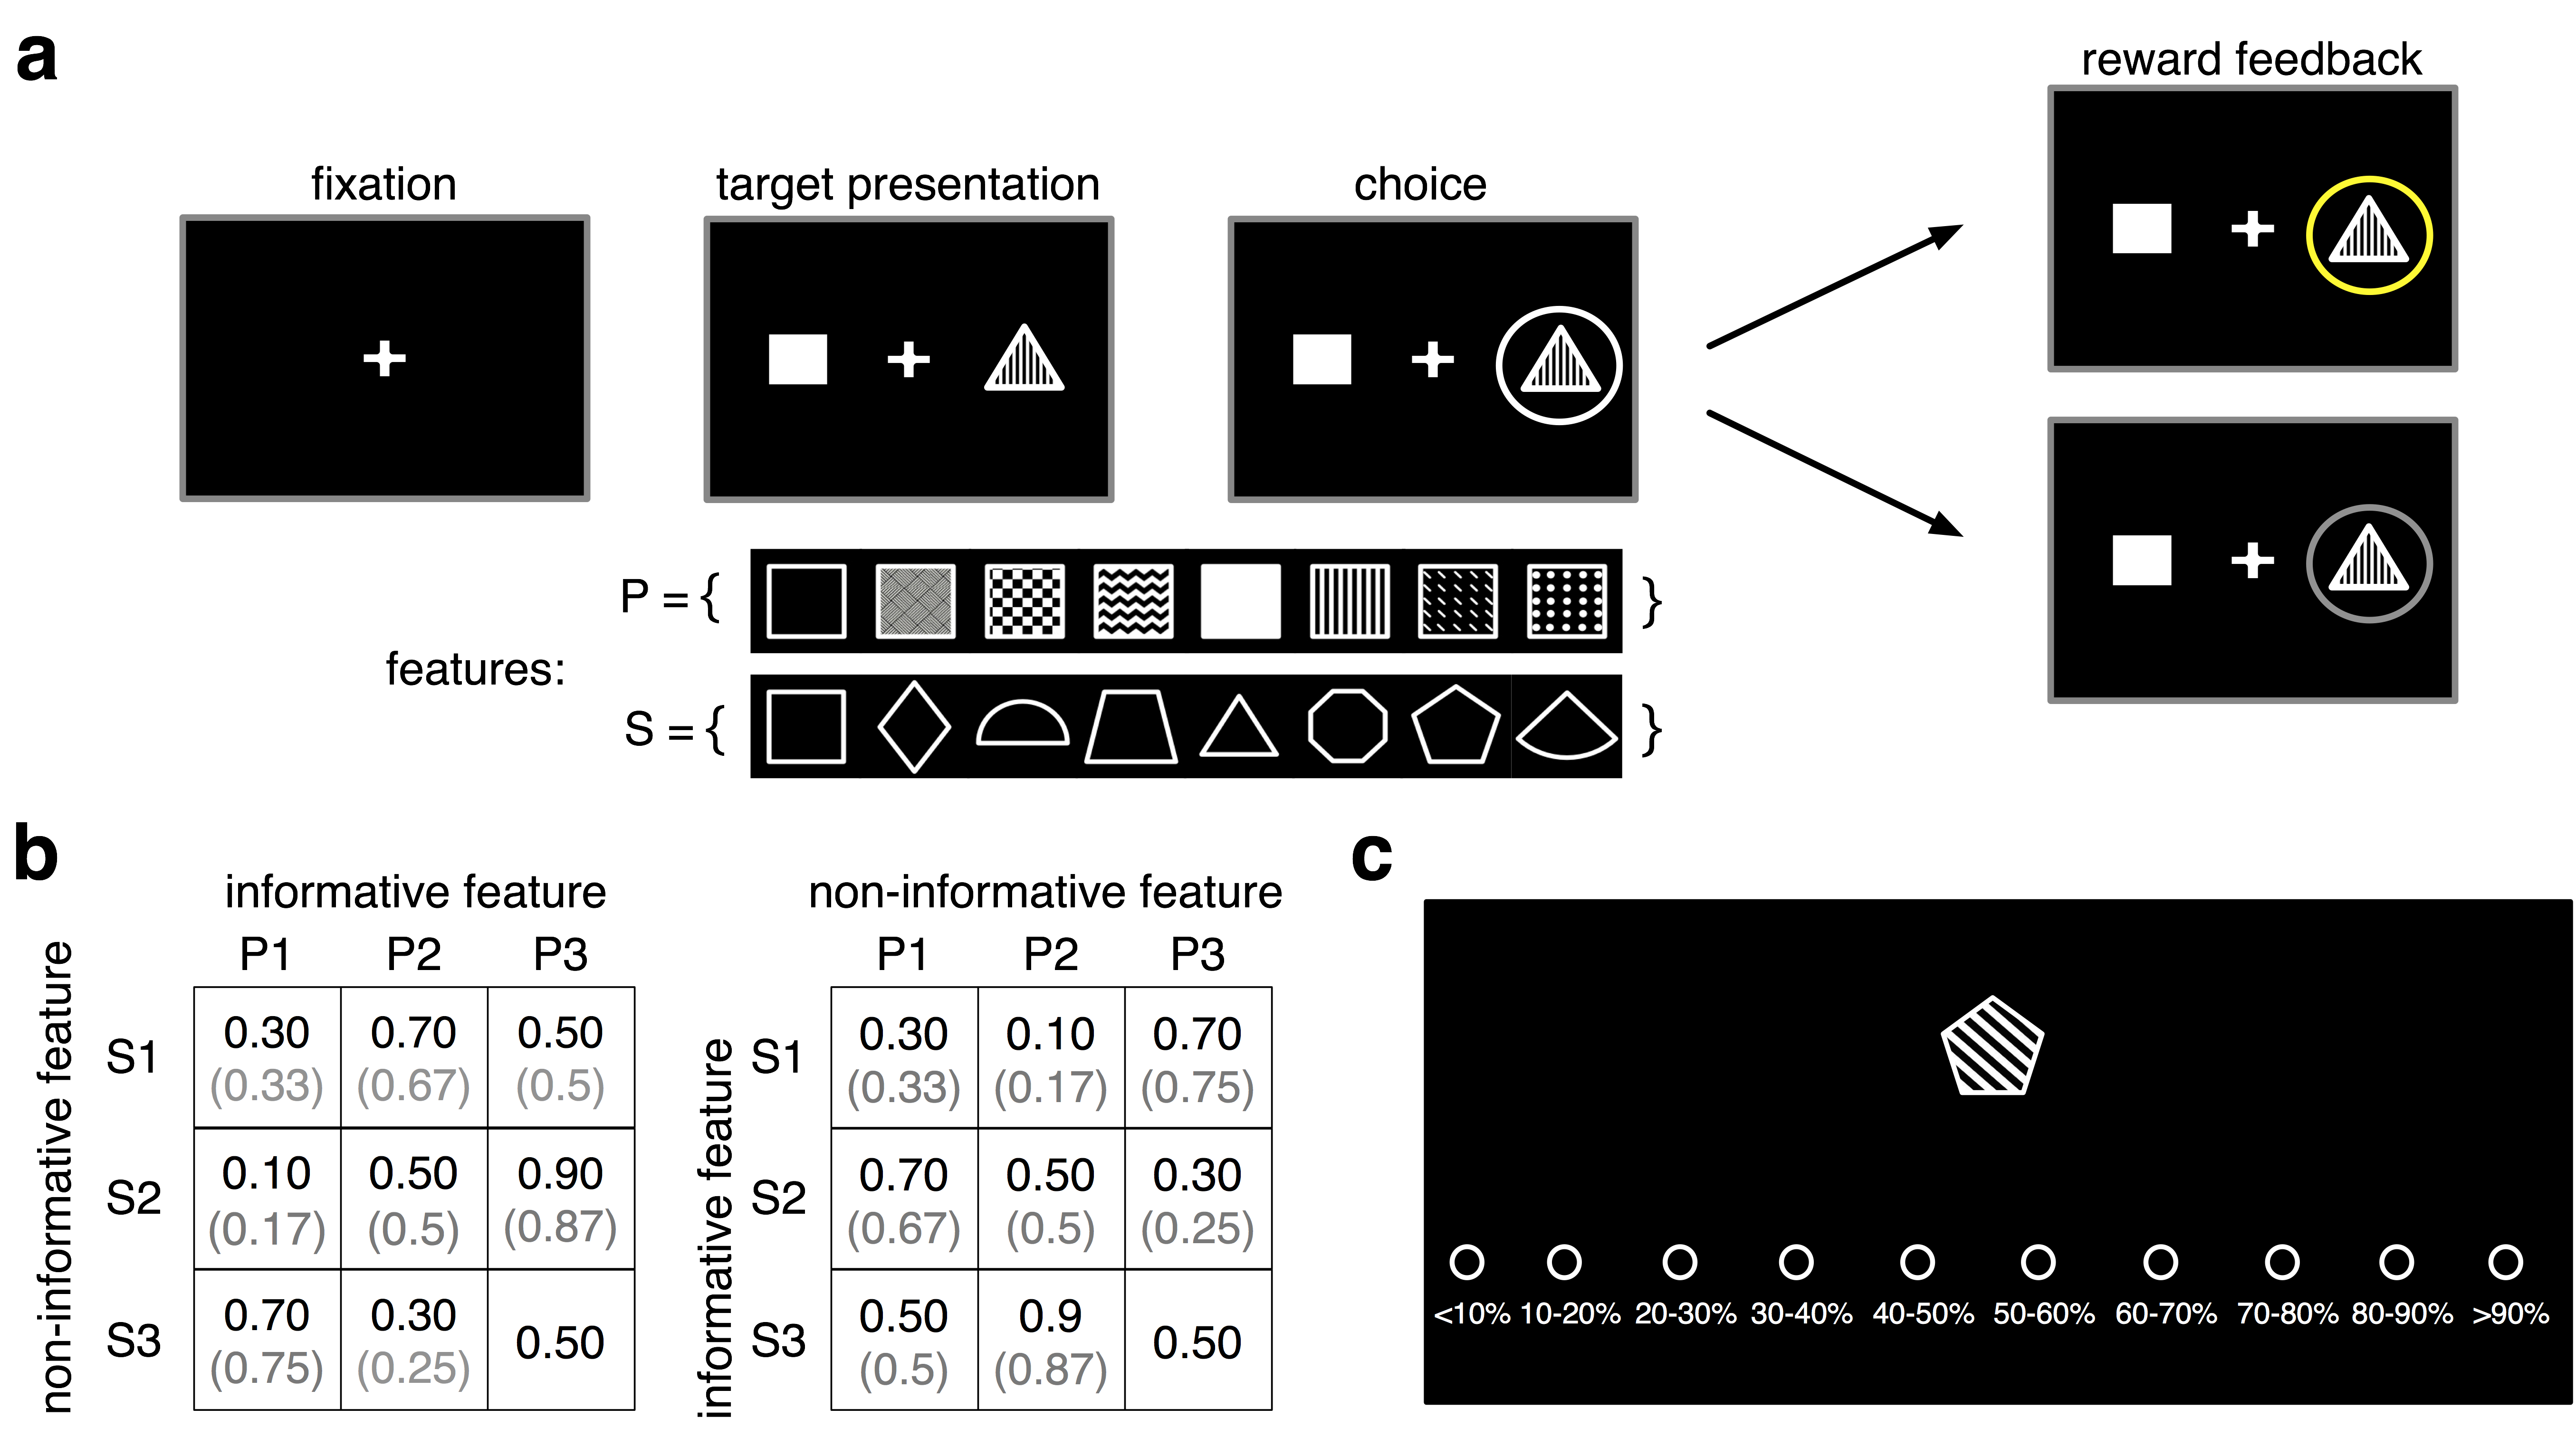 a
reward feedback
fixation
target presentation
choice
P = { }
features:
S = { }
b
informative feature
P1 P2 P3
non-informative feature
S1 0.30 0.70 0.50
(0.33) (0.67) (0.5)
S2 0.10 0.50 0.90
(0.17) (0.5) (0.87)
S3 0.70 0.30 0.50
(0.75) (0.25)
non-informative feature
P1 P2 P3
informative feature
S1 0.30 0.10 0.70
(0.33) (0.17) (0.75)
S2 0.70 0.50 0.30
(0.67) (0.5) (0.25)
S3 0.50 0.9 0.50
(0.5) (0.87)
c
<10% 10-20% 20-30% 30-40% 40-50% 50-60% 60-70% 70-80% 80-90% >90%